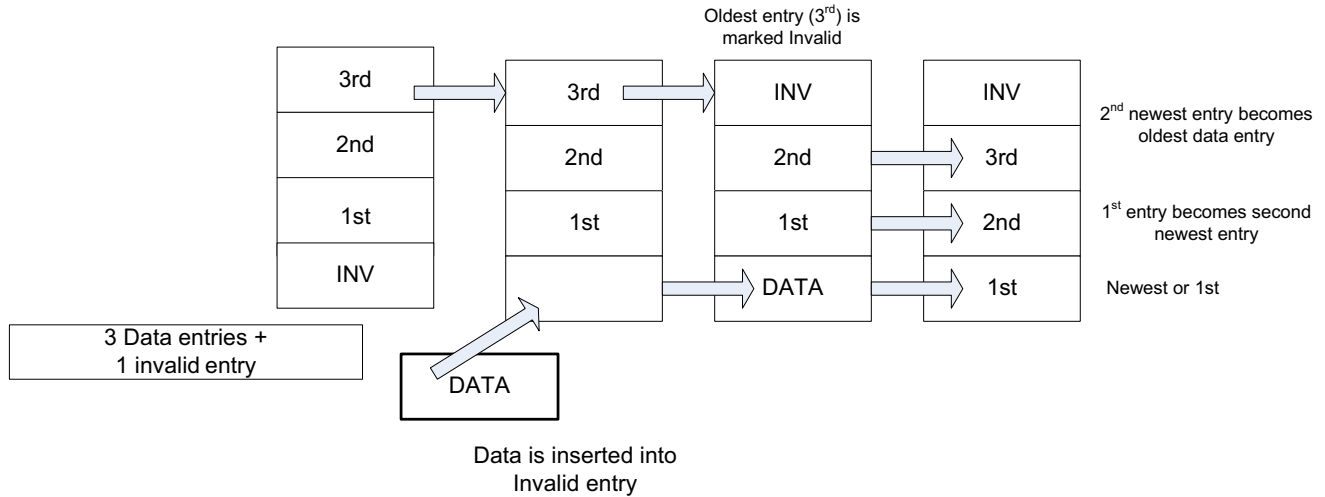 Oldest entry (3rd) is
marked Invalid
3rd
2nd
1st
INV
3rd
2nd
1st
INV
2nd
1st
DATA
INV
3rd
2nd
1st
2nd newest entry becomes
oldest data entry
1st entry becomes second
newest entry
Newest or 1st
3 Data entries +
1 invalid entry
DATA
Data is inserted into
Invalid entry